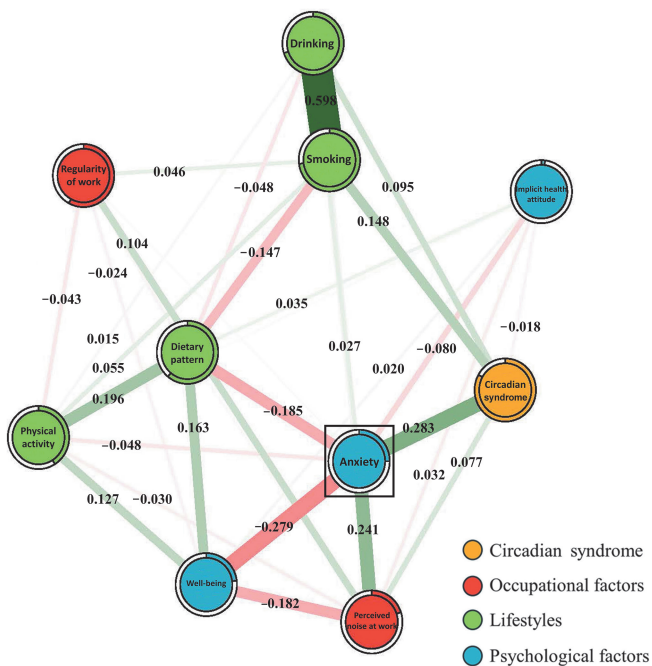 Drinking
0.598
Smoking
Regularity
of work
Implicit health
attitude
0.046
−0.048
0.095
0.148
−0.147
0.104
−0.024
−0.043
0.035
−0.018
0.015
0.027
−0.080
0.020
0.055
Dietary
pattern
0.196
Circadian
syndrome
−0.185
0.163
0.283
Physical
activity
−0.048
Anxiety
0.077
0.032
0.127
−0.030
−0.279
0.241
Well-being
−0.182
Perceived
noise at work
Circadian syndrome
Occupational factors
Lifestyles
Psychological factors